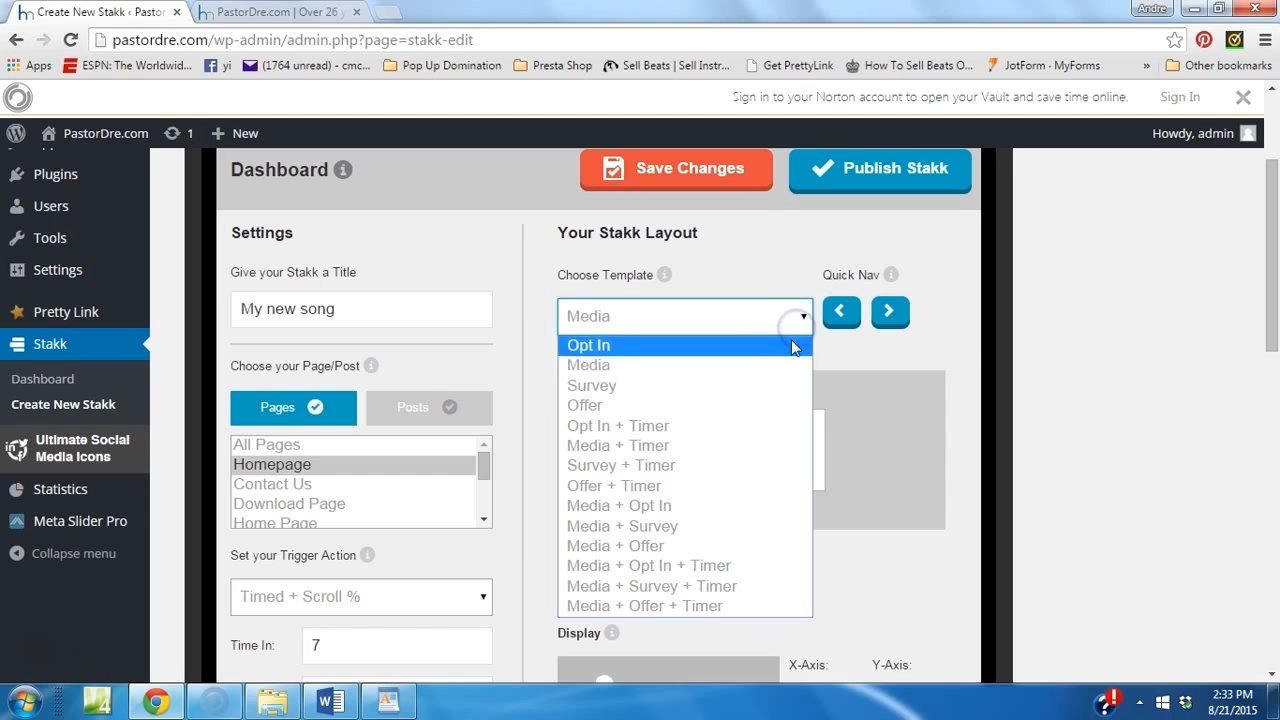 Create New Stakk ‹ Pastor
PastorDre.com | Over 26 y
Andre
pastordre.com/wp-admin/admin.php?page=stakk-edit
Apps
ESPN: The Worldwid...
yi
(1764 unread) - cmc...
Pop Up Domination
Presta Shop
Sell Beats | Sell Instr...
Get PrettyLink
How To Sell Beats O...
JotForm · MyForms
»
Other bookmarks
Sign in to your Norton account to open your Vault and save time online.
Sign In
PastorDre.com
1
New
Howdy, admin
Plugins
Users
Tools
Settings
Pretty Link
Stakk
Dashboard
Create New Stakk
Ultimate Social
Media Icons
Statistics
Meta Slider Pro
Collapse menu
Dashboard
Save Changes
Publish Stakk
Settings
Give your Stakk a Title
My new song
Choose your Page/Post
Pages
Posts
All Pages
Homepage
Contact Us
Download Page
Home Page
Set your Trigger Action
Timed + Scroll %
Time In:
7
Your Stakk Layout
Choose Template
Quick Nav
Media
Opt In
Media
Survey
Offer
Opt In + Timer
Media + Timer
Survey + Timer
Offer + Timer
Media + Opt In
Media + Survey
Media + Offer
Media + Opt In + Timer
Media + Survey + Timer
Media + Offer + Timer
Display
X-Axis:
Y-Axis:
2:33 PM
8/21/2015